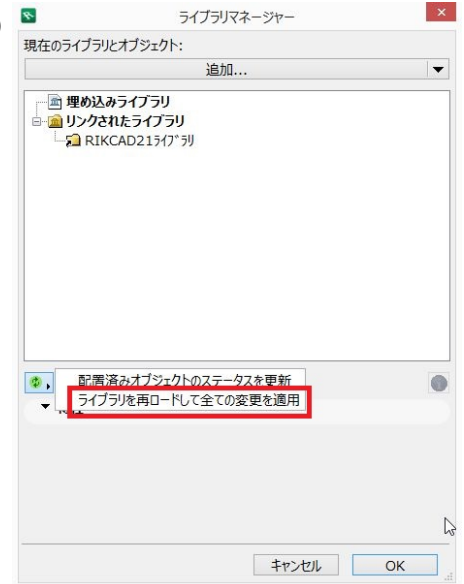 ライブラリマネージャー
現在のライブラリとオブジェクト:
追加...
埋め込みライブラリ
リンクされたライブラリ
RIKCAD21ﾗｲﾌﾞﾗﾘ
配置済みオブジェクトのステータスを更新
ライブラリを再ロードして全ての変更を適用
キャンセル
OK